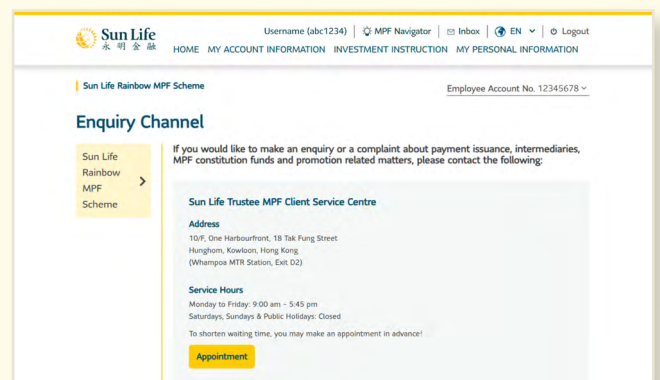 Sun Life
永明金融
Username (abc1234) | MPF Navigator | Inbox | EN | Logout
HOME MY ACCOUNT INFORMATION INVESTMENT INSTRUCTION MY PERSONAL INFORMATION
Sun Life Rainbow MPF Scheme
Employee Account No. 12345678
Enquiry Channel
Sun Life
Rainbow
MPF
Scheme
If you would like to make an enquiry or a complaint about payment issuance, intermediaries,
MPF constitution funds and promotion related matters, please contact the following:
Sun Life Trustee MPF Client Service Centre
Address
10/F, One Harbourfront, 18 Tak Fung Street
Hunghom, Kowloon, Hong Kong
(Whampoa MTR Station, Exit D2)
Service Hours
Monday to Friday: 9:00 am - 5:45 pm
Saturdays, Sundays & Public Holidays: Closed
To shorten waiting time, you may make an appointment in advance!
Appointment